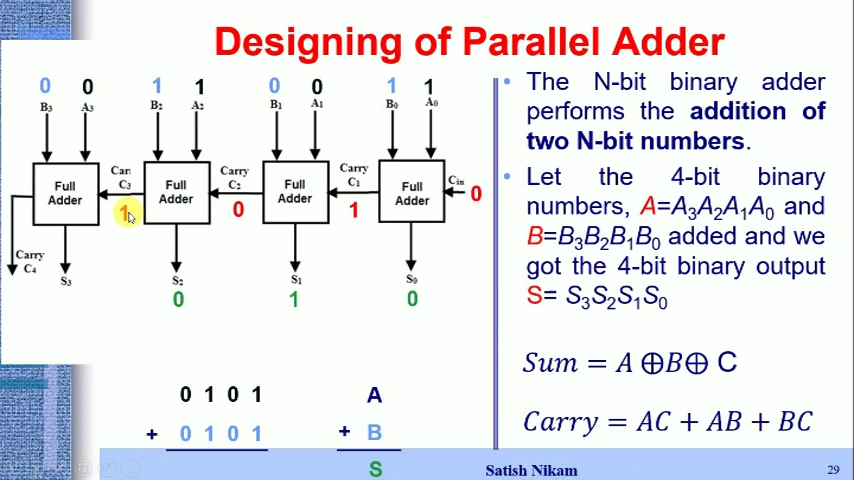 Designing of Parallel Adder
0 0 1 1 0 0 1 1
B3 A3 B2 A2 B1 A1 B0 A0
Full Adder
Carry C3
Full Adder
Carry C2
Full Adder
Carry C1
Full Adder
Cin
0
1 0 1
Carry C4
S3 S2 S1 S0
0 1 0
0 1 0 1 A
+ 0 1 0 1 + B
S
• The N-bit binary adder
performs the addition of
two N-bit numbers.
• Let the 4-bit binary
numbers, A=A3A2A1A0 and
B=B3B2B1B0 added and we
got the 4-bit binary output
S= S3S2S1S0
Sum = A ⊕B⊕ C
Carry = AC + AB + BC
Satish Nikam
29